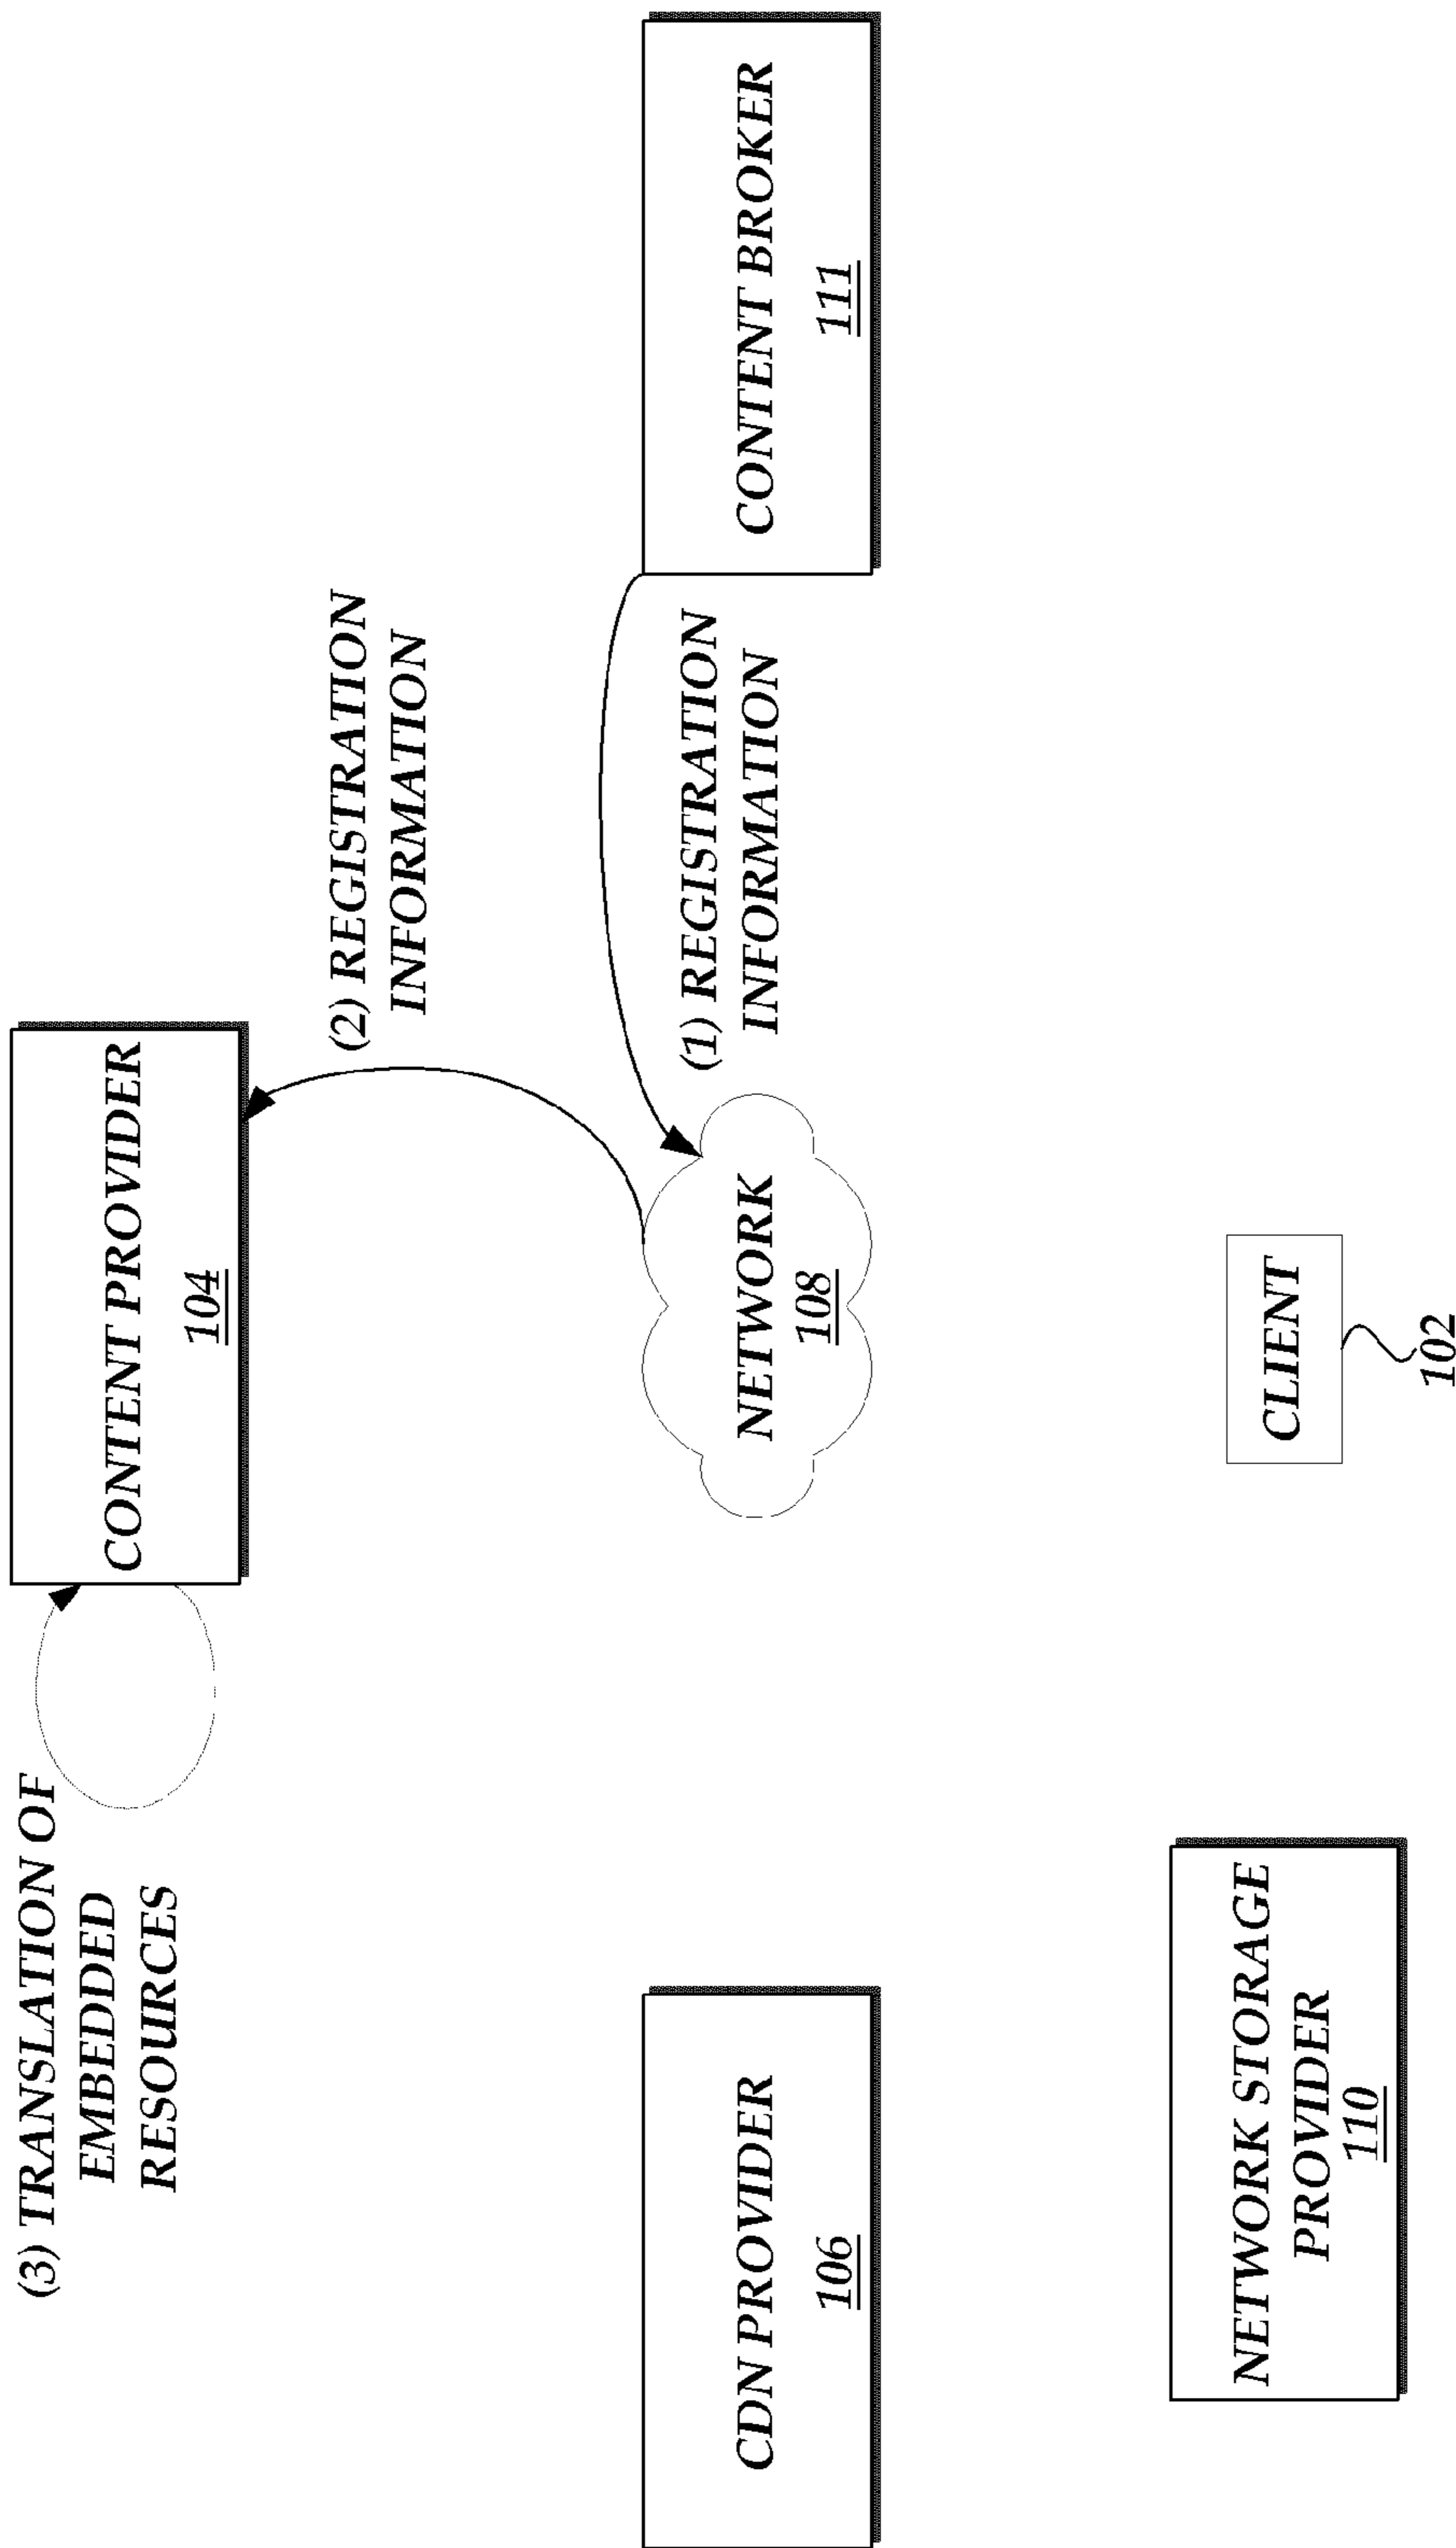 (3) TRANSLATION OF
EMBEDDED
RESOURCES
CONTENT PROVIDER
104
(2) REGISTRATION
INFORMATION
CDN PROVIDER
106
NETWORK
108
(1) REGISTRATION
INFORMATION
CONTENT BROKER
111
NETWORK STORAGE
PROVIDER
110
CLIENT
102